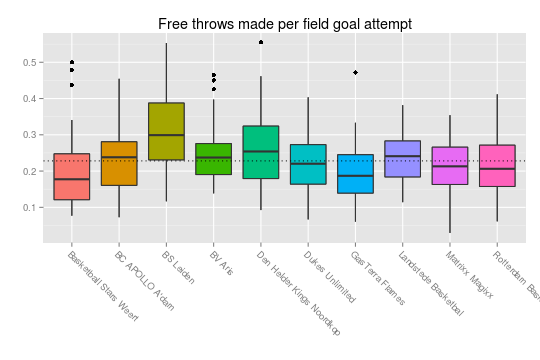 Free throws made per field goal attempt
0.5
0.4
0.3
0.2
0.1
Basketball Stars Weert
BC APOLLO A'dam
BS Leiden
BV Aris
Den Helder Kings Noordkop
Dukes Unlimited
GasTerra Flames
Landstede Basketbal
Matrixx Magixx
Rotterdam Bas